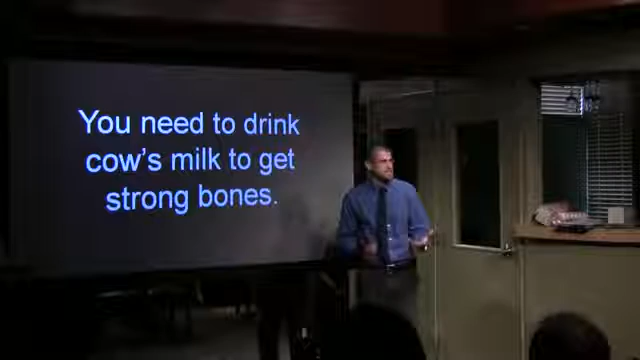 You need to drink
cow's milk to get
strong bones.